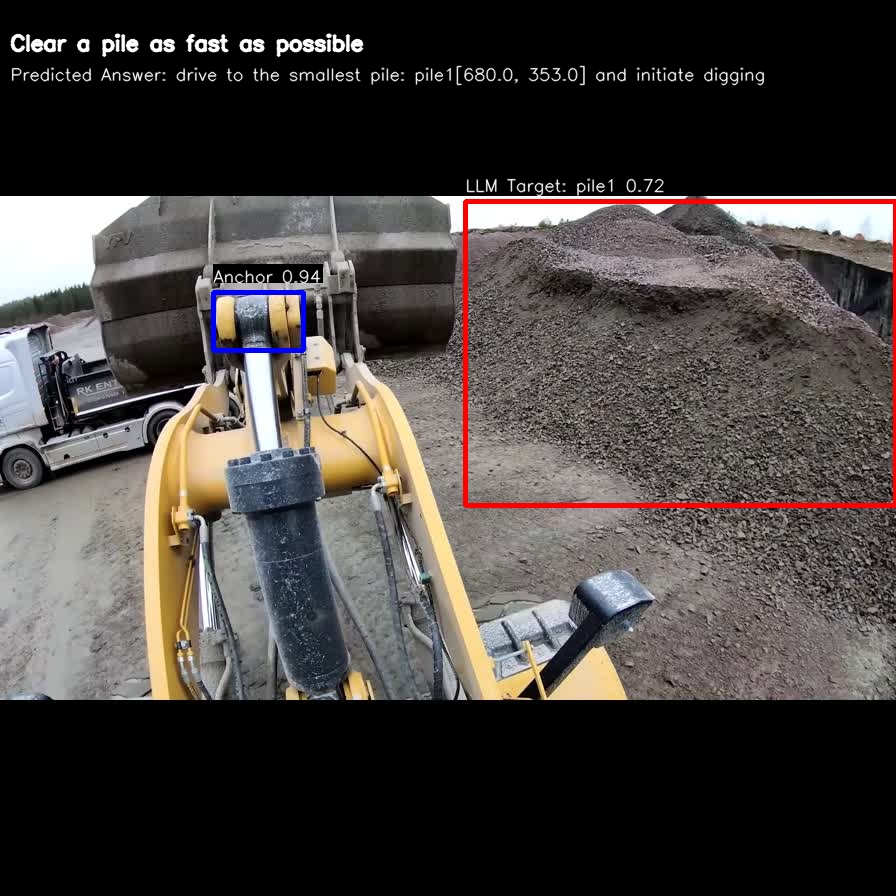 Clear a pile as fast as possible
Predicted Answer: drive to the smallest pile: pile1[680.0, 353.0] and initiate digging
LLM Target: pile1 0.72
Anchor 0.94
RK ENT